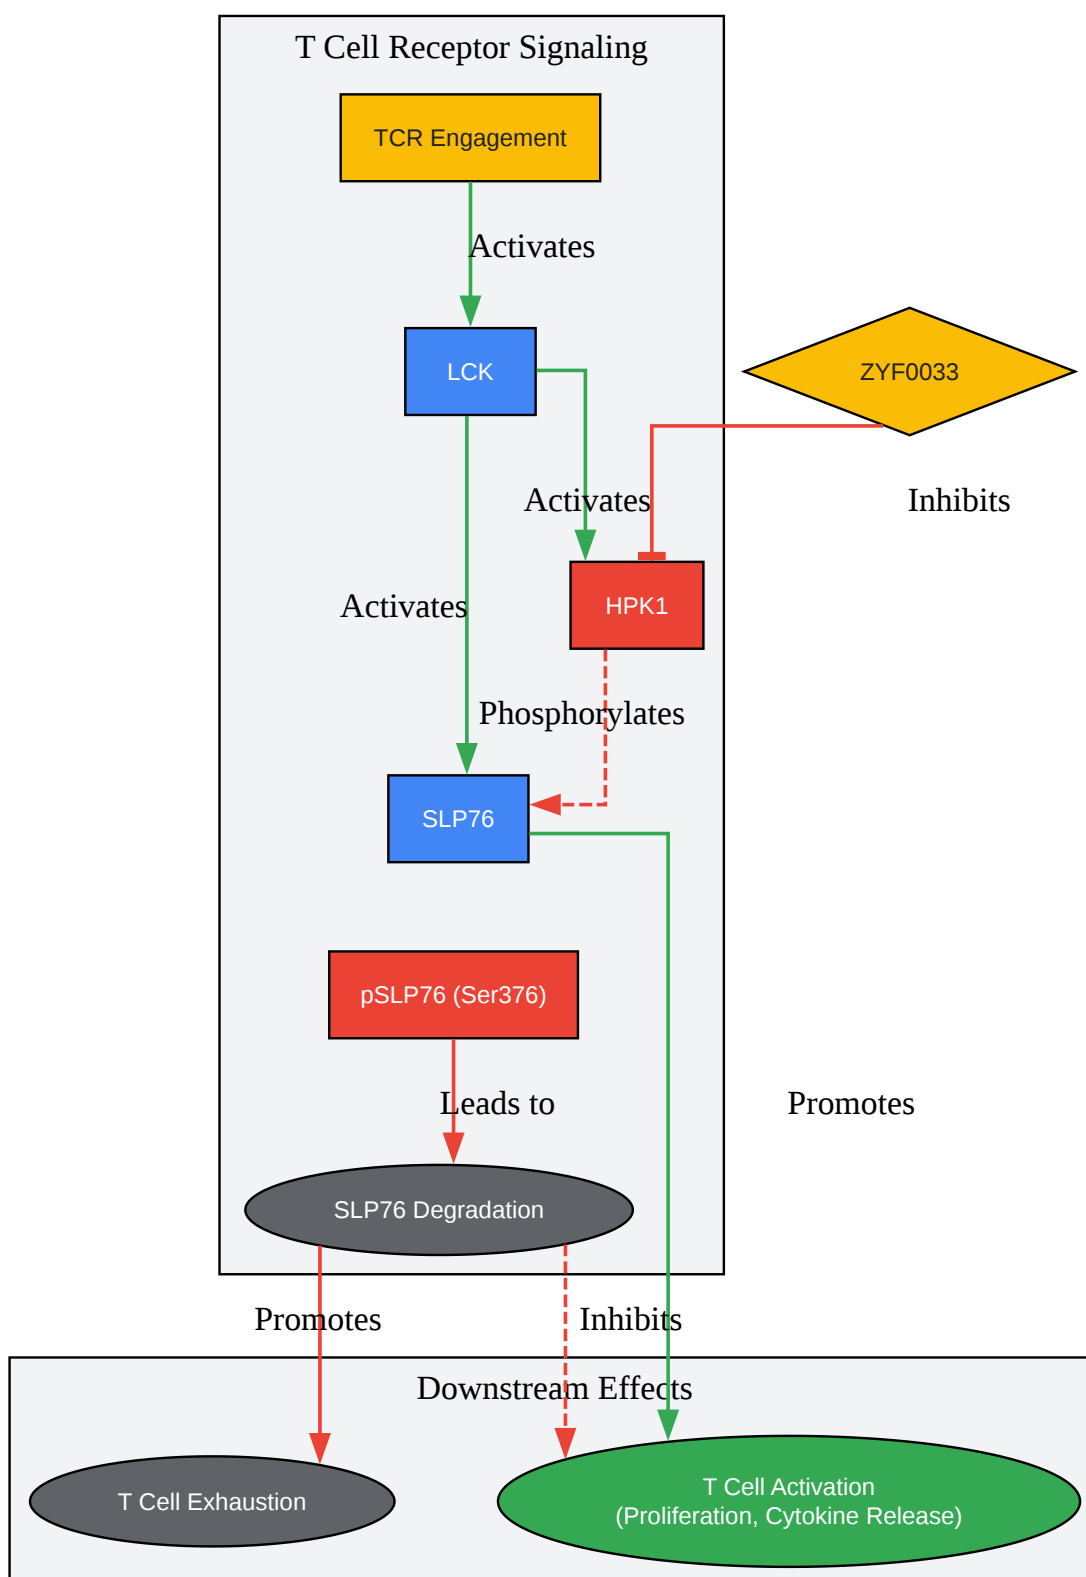 T Cell Receptor Signaling
TCR Engagement
Activates
LCK
ZYF0033
Activates
Inhibits
Activates
HPK1
Phosphorylates
SLP76
pSLP76 (Ser376)
Leads to
Promotes
SLP76 Degradation
Promotes
Inhibits
Downstream Effects
T Cell Exhaustion
T Cell Activation
(Proliferation, Cytokine Release)